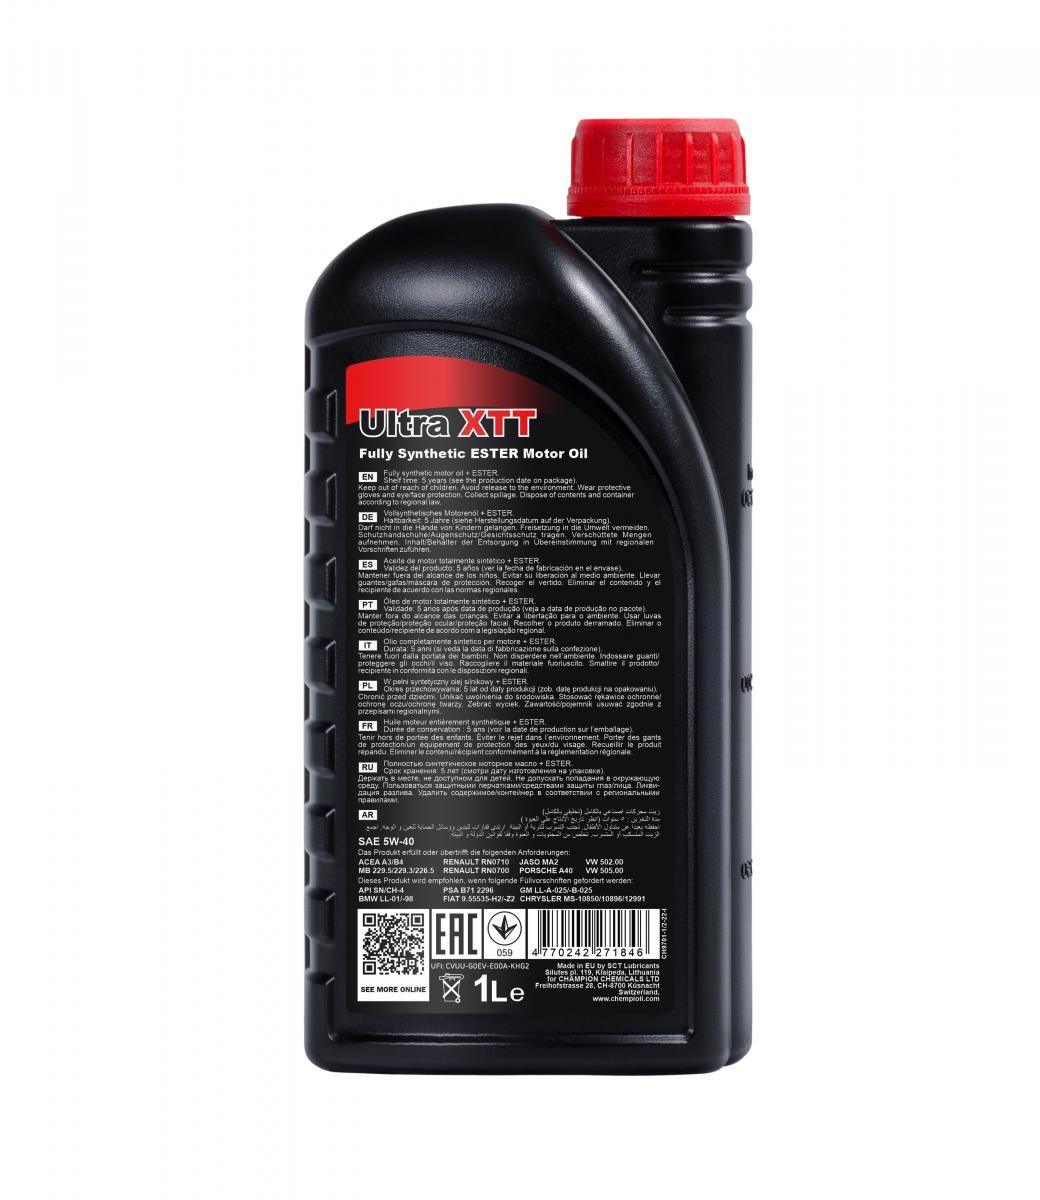 Ultra XTT
Fully Synthetic ESTER Motor Oil
EN Fully synthetic motor oil + ESTER.
Shelf time: 5 years (see the production date on package).
Keep out of reach of children. Avoid release to the environment. Wear protective
gloves and eye/face protection. Collect spillage. Dispose of contents and container
according to regional law.
DE Vollsynthetisches Motorenöl + ESTER.
Haltbarkeit: 5 Jahre (siehe Herstellungsdatum auf der Verpackung).
Darf nicht in die Hände von Kindern gelangen. Freisetzung in die Umwelt vermeiden.
Schutzhandschuhe/Augenschutz/Gesichtsschutz tragen. Verschüttete Mengen
aufnehmen. Inhalt/Behälter der Entsorgung in Übereinstimmung mit regionalen
Vorschriften zuführen.
ES Aceite de motor totalmente sintético + ESTER.
Validez del producto: 5 años (ver la fecha de fabricación en el envase).
Mantener fuera del alcance de los niños. Evitar su liberación al medio ambiente. Llevar
guantes/gafas/máscara de protección. Recoger el vertido. Eliminar el contenido y el
recipiente de acuerdo con las normas regionales.
PT Óleo de motor totalmente sintético + ESTER.
Validade: 5 anos após data de produção (veja a data de produção no pacote).
Manter fora do alcance das crianças. Evitar a libertação para o ambiente. Usar luvas
de proteção/proteção ocular/proteção facial. Recolher o produto derramado. Eliminar o
conteúdo/recipiente de acordo com a legislação regional.
IT Olio completamente sintetico per motore + ESTER.
Durata: 5 anni (si veda la data di fabbricazione sulla confezione).
Tenere fuori dalla portata dei bambini. Non disperdere nell'ambiente. Indossare guanti/
proteggere gli occhi/il viso. Raccogliere il materiale fuoriuscito. Smaltire il prodotto/
recipiente in conformità con le disposizioni regionali.
PL W pełni syntetyczny olej silnikowy + ESTER.
Okres przechowywania: 5 lat od daty produkcji (zob. datę produkcji na opakowaniu).
Chronić przed dziećmi. Unikać uwolnienia do środowiska. Stosować rękawice ochronne/
ochronę oczu/ochronę twarzy. Zebrać wyciek. Zawartość/pojemnik usuwać zgodnie z
przepisami regionalnymi.
FR Huile moteur entièrement synthétique + ESTER.
Durée de conservation : 5 ans (voir la date de production sur l'emballage).
Tenir hors de portée des enfants. Éviter le rejet dans l'environnement. Porter des gants
de protection/un équipement de protection des yeux/du visage. Recueillir le produit
répandu. Eliminer le contenu/récipient conformément à la réglementation régionale.
RU Полностью синтетическое моторное масло + ESTER.
Срок хранения: 5 лет (смотри дату изготовления на упаковке).
Держать в месте, не доступном для детей. Не допускать попадания в окружающую
среду. Пользоваться защитными перчатками/средствами защиты глаз/лица. Ликви-
дация разлива. Удалить содержимое/контейнер в соответствии с региональными
правилами.
AR زيت محركات اصناعي بالكامل (تخليقي بالكامل)
مدة التخزين : ٥ سنوات (انظر تاريخ الأنتاج على العبوة )
SAE 5W-40
Das Produkt erfüllt oder übertrifft die folgenden Anforderungen:
ACEA A3/B4 RENAULT RN0710 JASO MA2 VW 502.00
MB 229.5/229.3/226.5 RENAULT RN0700 PORSCHE A40 VW 505.00
Dieses Produkt wird empfohlen, wenn folgende Füllvorschriften gefordert werden:
API SN/CH-4 PSA B71 2296 GM LL-A-025/-B-025
BMW LL-01/-98 FIAT 9.55535-H2/-Z2 CHRYSLER MS-10850/10896/12991
EAC
059
4 770242 271846
CH9701-1/2-22-I
UFI: CVUU-G0EV-E00A-KHG2
SEE MORE ONLINE
1L e
Made in EU by SCT Lubricants
Silutes pl. 119, Klaipeda, Lithuania
for CHAMPION CHEMICALS LTD
Freihofstrasse 28, CH-8700 Küsnacht
Switzerland.
www.chempioil.com